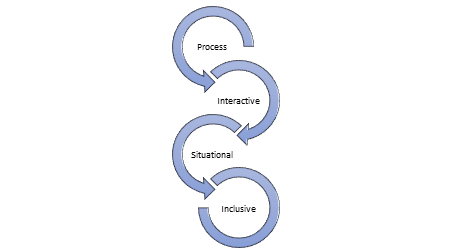 Process
Interactive
Situational
Inclusive